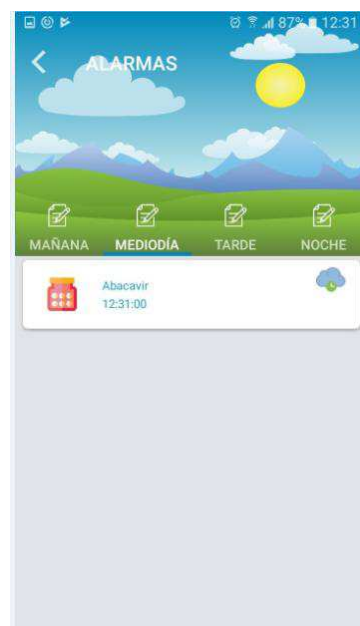 87% 12:31
ALARMAS
MAÑANA MEDIODÍA TARDE NOCHE
Abacavir
12:31:00